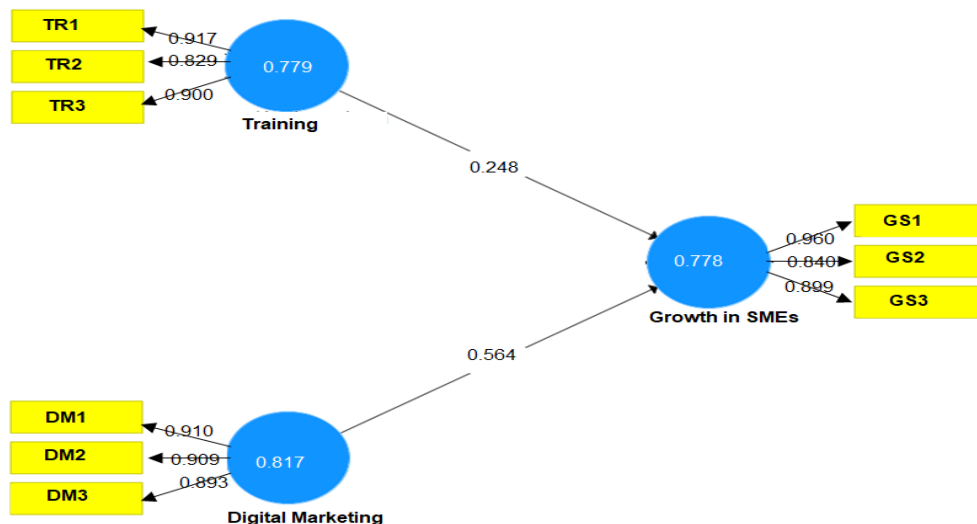 TR1
0.917
TR2
0.829
0.779
TR3
0.900
Training
0.248
GS1
0.960
GS2
0.778
0.840
0.899
GS3
Growth in SMEs
0.564
DM1
0.910
DM2
0.909
0.817
0.893
DM3
Digital Marketing